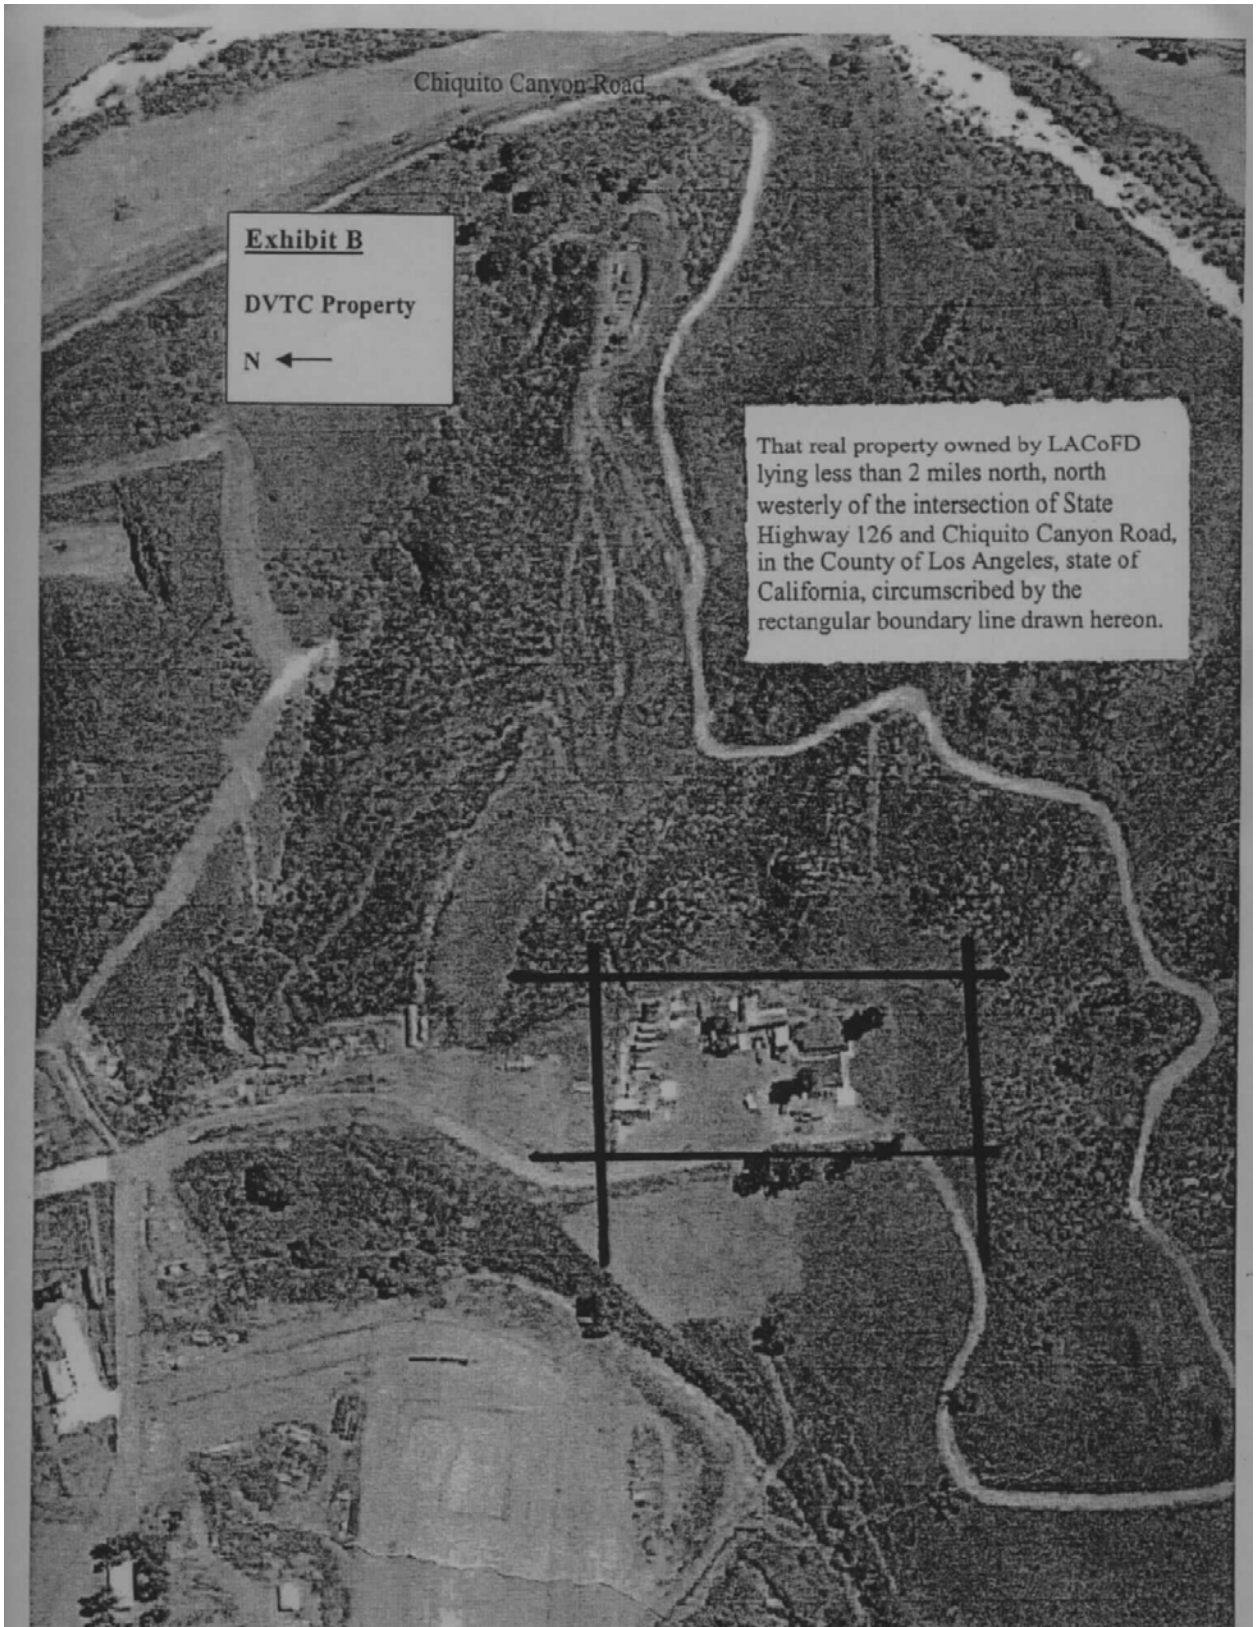 Chiquito Canyon Road
Exhibit B
DVTC Property
N
That real property owned by LACoFD
lying less than 2 miles north, north
westerly of the intersection of State
Highway 126 and Chiquito Canyon Road,
in the County of Los Angeles, state of
California, circumscribed by the
rectangular boundary line drawn hereon.